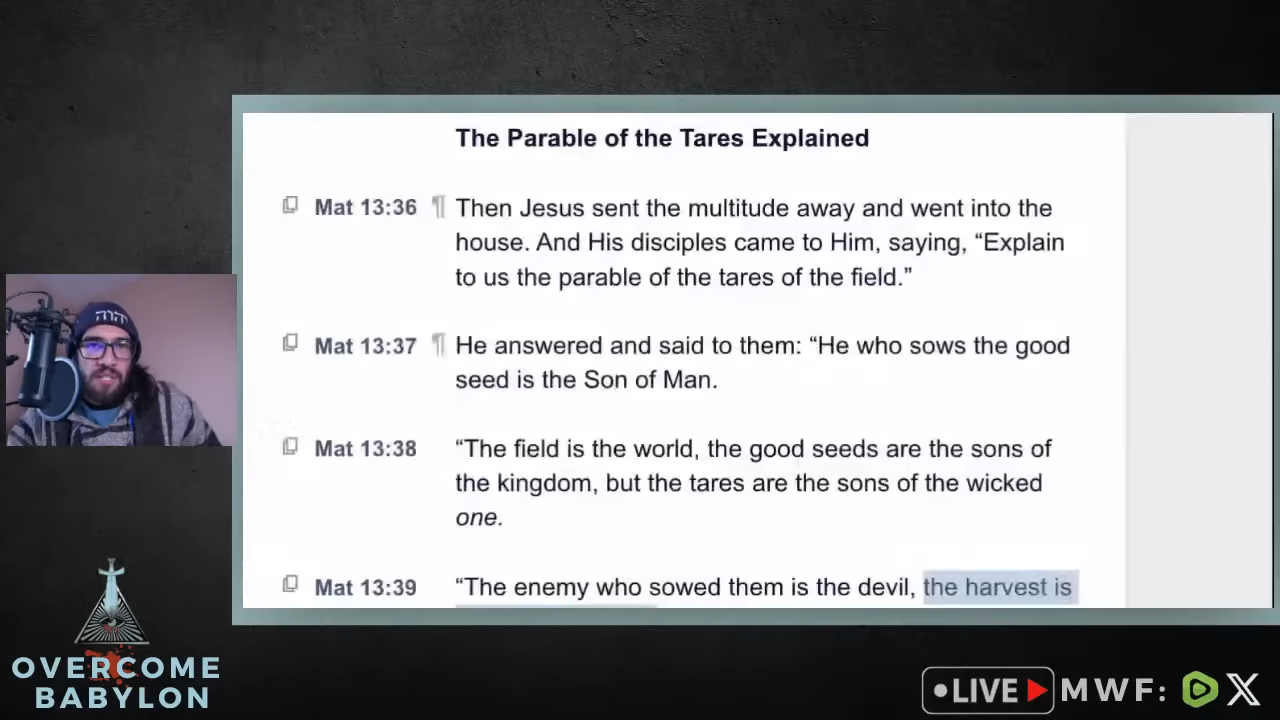 The Parable of the Tares Explained
Mat 13:36 ¶ Then Jesus sent the multitude away and went into the
house. And His disciples came to Him, saying, “Explain
to us the parable of the tares of the field.”
Mat 13:37 ¶ He answered and said to them: “He who sows the good
seed is the Son of Man.
Mat 13:38 “The field is the world, the good seeds are the sons of
the kingdom, but the tares are the sons of the wicked
one.
Mat 13:39 “The enemy who sowed them is the devil, the harvest is
יהוה
OVERCOME
BABYLON
LIVE MWF: X